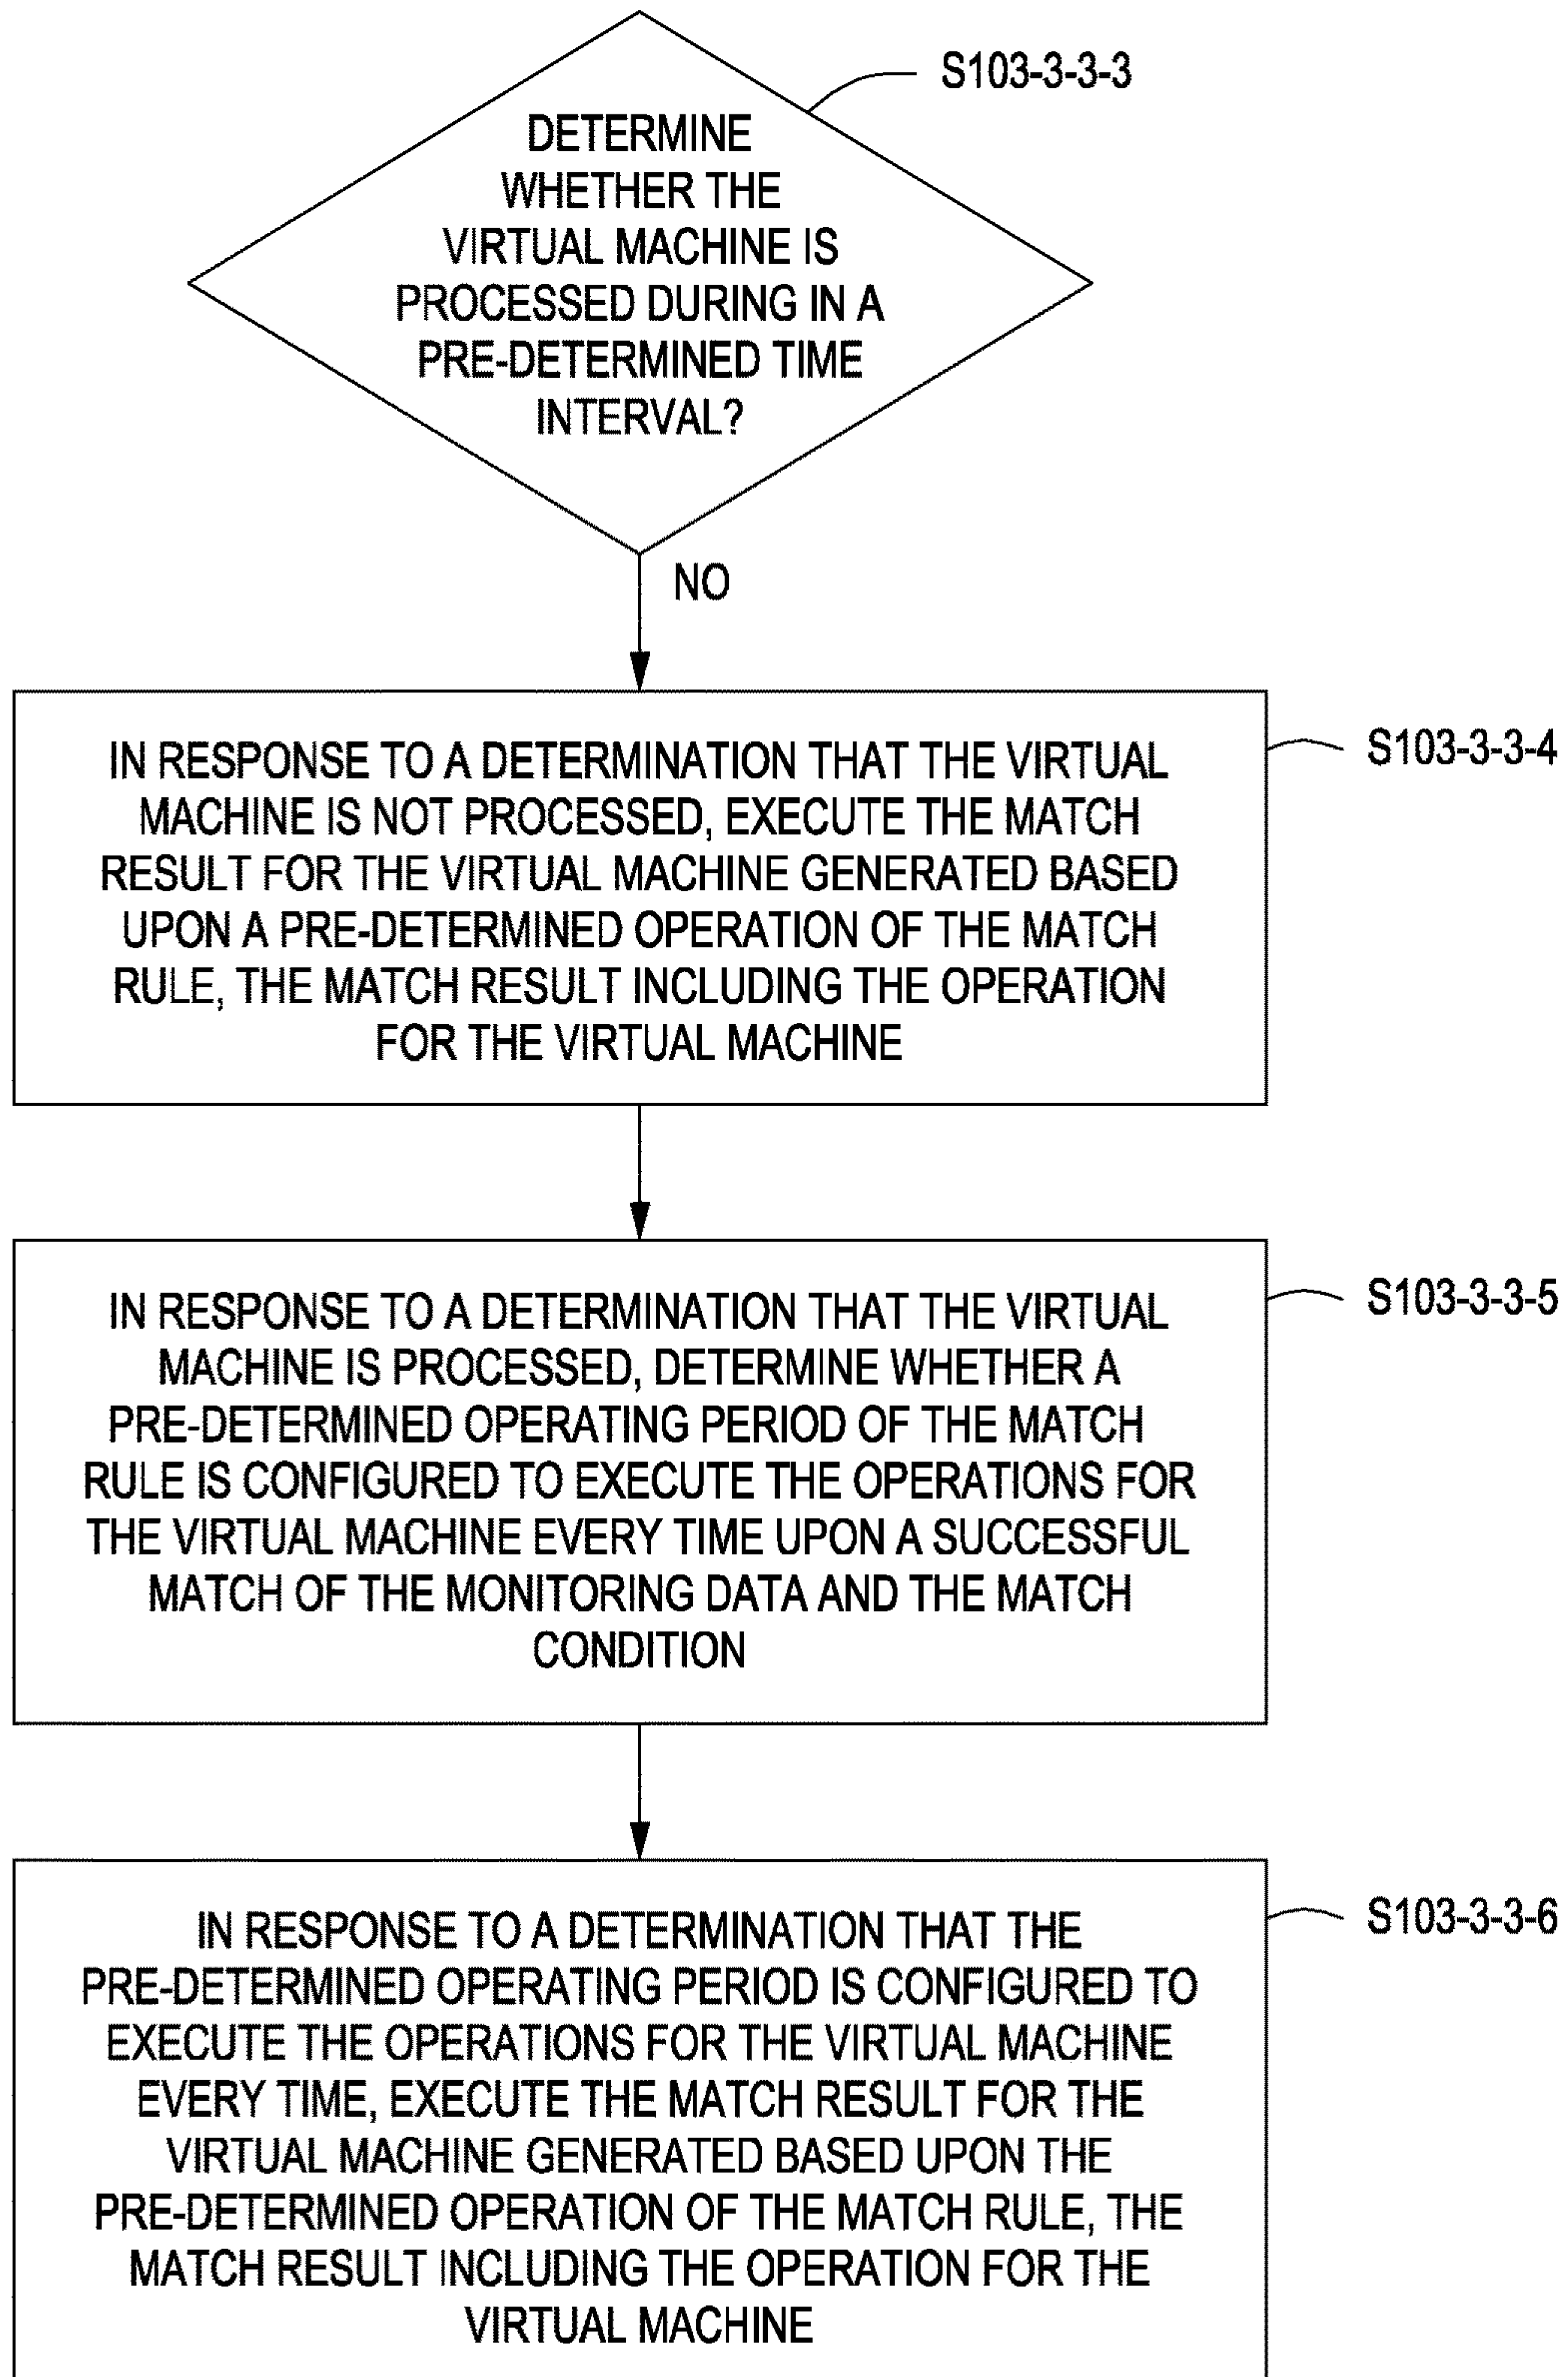 S103-3-3-3
DETERMINE
WHETHER THE
VIRTUAL MACHINE IS
PROCESSED DURING IN A
PRE-DETERMINED TIME
INTERVAL?
NO
IN RESPONSE TO A DETERMINATION THAT THE VIRTUAL
MACHINE IS NOT PROCESSED, EXECUTE THE MATCH
RESULT FOR THE VIRTUAL MACHINE GENERATED BASED
UPON A PRE-DETERMINED OPERATION OF THE MATCH
RULE, THE MATCH RESULT INCLUDING THE OPERATION
FOR THE VIRTUAL MACHINE
S103-3-3-4
IN RESPONSE TO A DETERMINATION THAT THE VIRTUAL
MACHINE IS PROCESSED, DETERMINE WHETHER A
PRE-DETERMINED OPERATING PERIOD OF THE MATCH
RULE IS CONFIGURED TO EXECUTE THE OPERATIONS FOR
THE VIRTUAL MACHINE EVERY TIME UPON A SUCCESSFUL
MATCH OF THE MONITORING DATA AND THE MATCH
CONDITION
S103-3-3-5
IN RESPONSE TO A DETERMINATION THAT THE
PRE-DETERMINED OPERATING PERIOD IS CONFIGURED TO
EXECUTE THE OPERATIONS FOR THE VIRTUAL MACHINE
EVERY TIME, EXECUTE THE MATCH RESULT FOR THE
VIRTUAL MACHINE GENERATED BASED UPON THE
PRE-DETERMINED OPERATION OF THE MATCH RULE, THE
MATCH RESULT INCLUDING THE OPERATION FOR THE
VIRTUAL MACHINE
S103-3-3-6